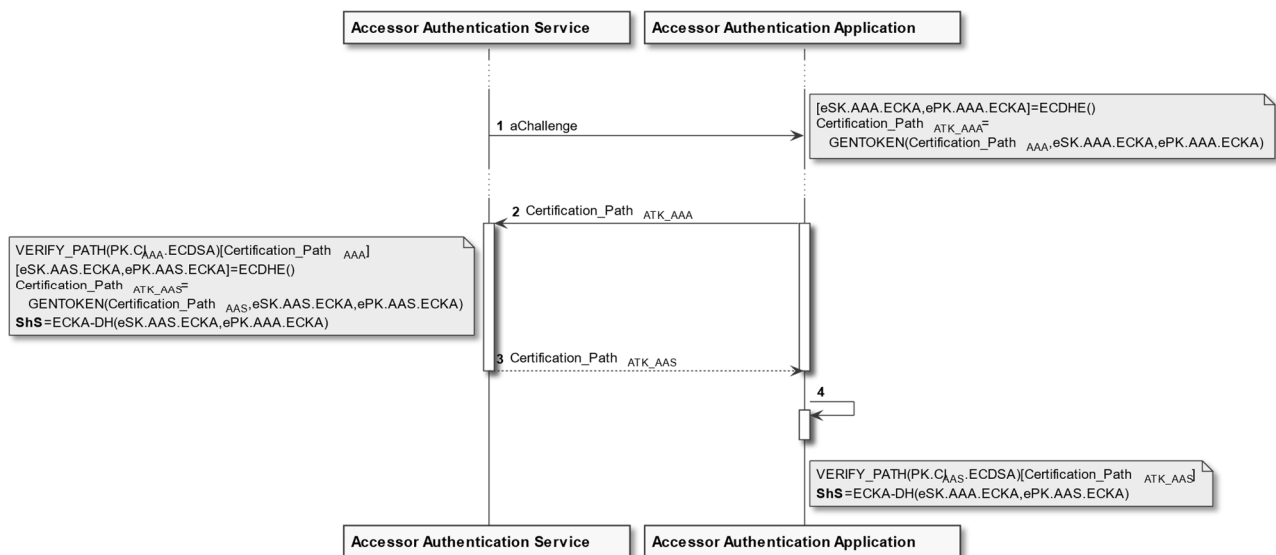 Accessor Authentication Service
Accessor Authentication Application
[eSK.AAA.ECKA,ePK.AAA.ECKA]=ECDHE()
Certification_Path ATK_AAA=
GENTOKEN(Certification_Path AAA,eSK.AAA.ECKA,ePK.AAA.ECKA)
1 aChallenge
2 Certification_Path ATK_AAA
VERIFY_PATH(PK.CIAAA.ECDSA)[Certification_Path AAA]
[eSK.AAS.ECKA,ePK.AAS.ECKA]=ECDHE()
Certification_Path ATK_AAS=
GENTOKEN(Certification_Path AAS,eSK.AAS.ECKA,ePK.AAS.ECKA)
ShS=ECKA-DH(eSK.AAS.ECKA,ePK.AAA.ECKA)
3 Certification_Path ATK_AAS
4
VERIFY_PATH(PK.CIAAS.ECDSA)[Certification_Path ATK_AAS]
ShS=ECKA-DH(eSK.AAA.ECKA,ePK.AAS.ECKA)
Accessor Authentication Service
Accessor Authentication Application